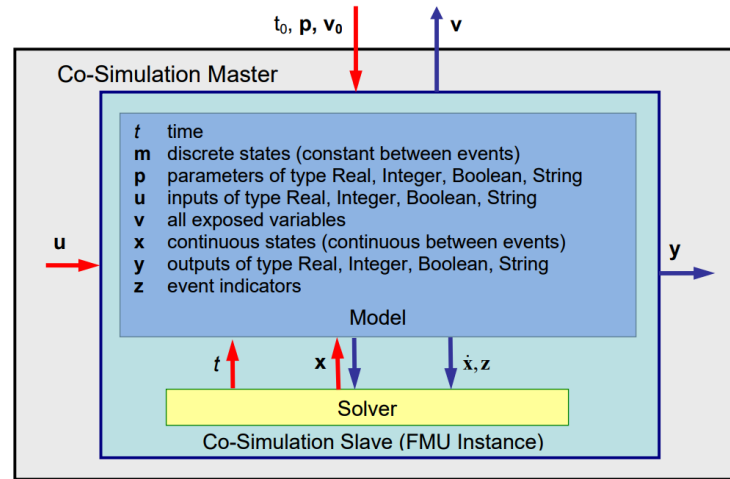 t₀, p, v₀
v
Co-Simulation Master
t time
m discrete states (constant between events)
p parameters of type Real, Integer, Boolean, String
u inputs of type Real, Integer, Boolean, String
v all exposed variables
x continuous states (continuous between events)
y outputs of type Real, Integer, Boolean, String
z event indicators
u
y
Model
t
x
ẋ, z
Solver
Co-Simulation Slave (FMU Instance)